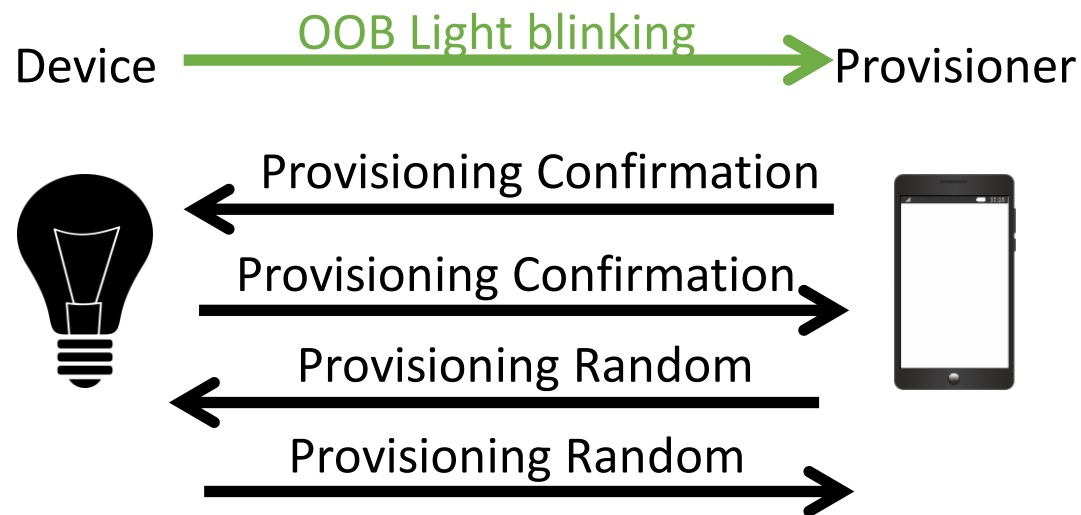 OOB Light blinking
Device
Provisioner
Provisioning Confirmation
Provisioning Confirmation
Provisioning Random
Provisioning Random